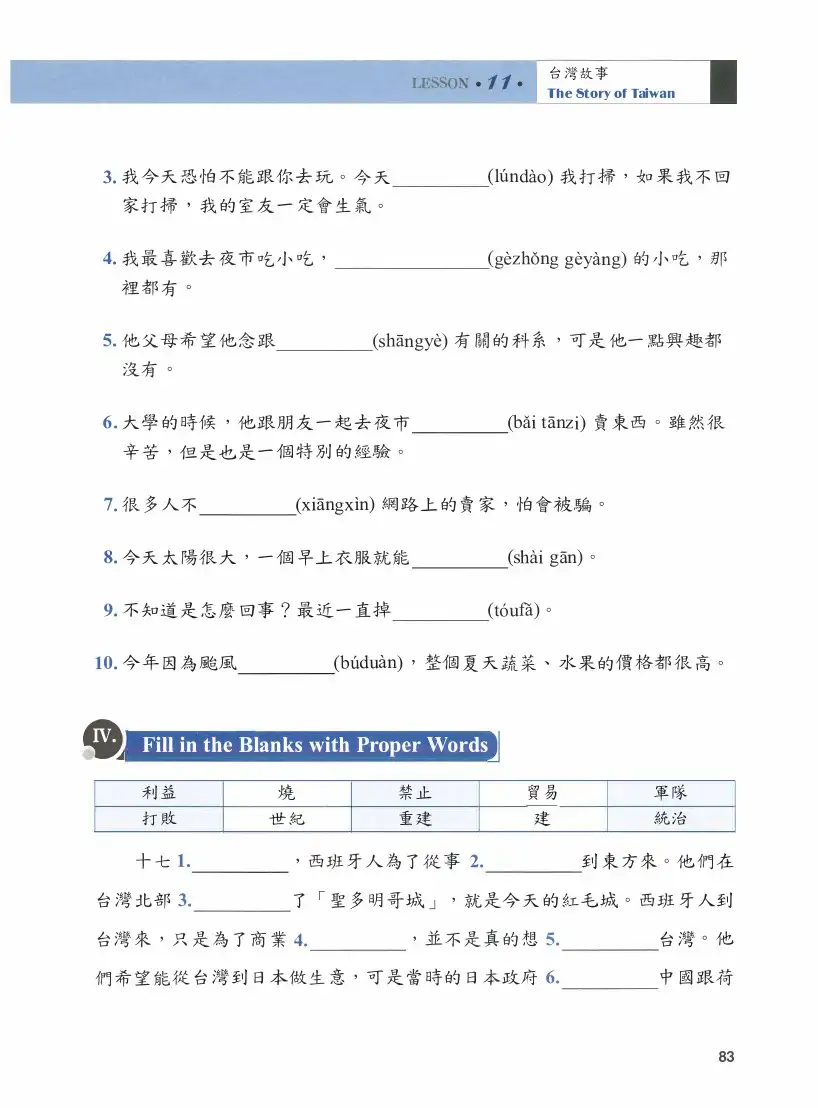 LESSON • 11 •
台灣故事
The Story of Taiwan
3. 我今天恐怕不能跟你去玩。今天__________(lúndào) 我打掃,如果我不回
家打掃,我的室友一定會生氣。
4. 我最喜歡去夜市吃小吃,________________(gèzhǒng gèyàng) 的小吃,那
裡都有。
5. 他父母希望他念跟__________(shāngyè) 有關的科系,可是他一點興趣都
沒有。
6. 大學的時候,他跟朋友一起去夜市__________(bǎi tānzi) 賣東西。雖然很
辛苦,但是也是一個特別的經驗。
7. 很多人不__________(xiāngxìn) 網路上的賣家,怕會被騙。
8. 今天太陽很大,一個早上衣服就能__________(shài gān)。
9. 不知道是怎麼回事?最近一直掉__________(tóufǎ)。
10. 今年因為颱風__________(búduàn),整個夏天蔬菜、水果的價格都很高。
IV. Fill in the Blanks with Proper Words
利益 燒 禁止 貿易 軍隊
打敗 世紀 重建 建 統治
十七 1.__________,西班牙人為了從事 2.__________到東方來。他們在
台灣北部 3.__________了「聖多明哥城」,就是今天的紅毛城。西班牙人到
台灣來,只是為了商業 4.__________,並不是真的想 5.__________台灣。他
們希望能從台灣到日本做生意,可是當時的日本政府 6.__________中國跟荷
83